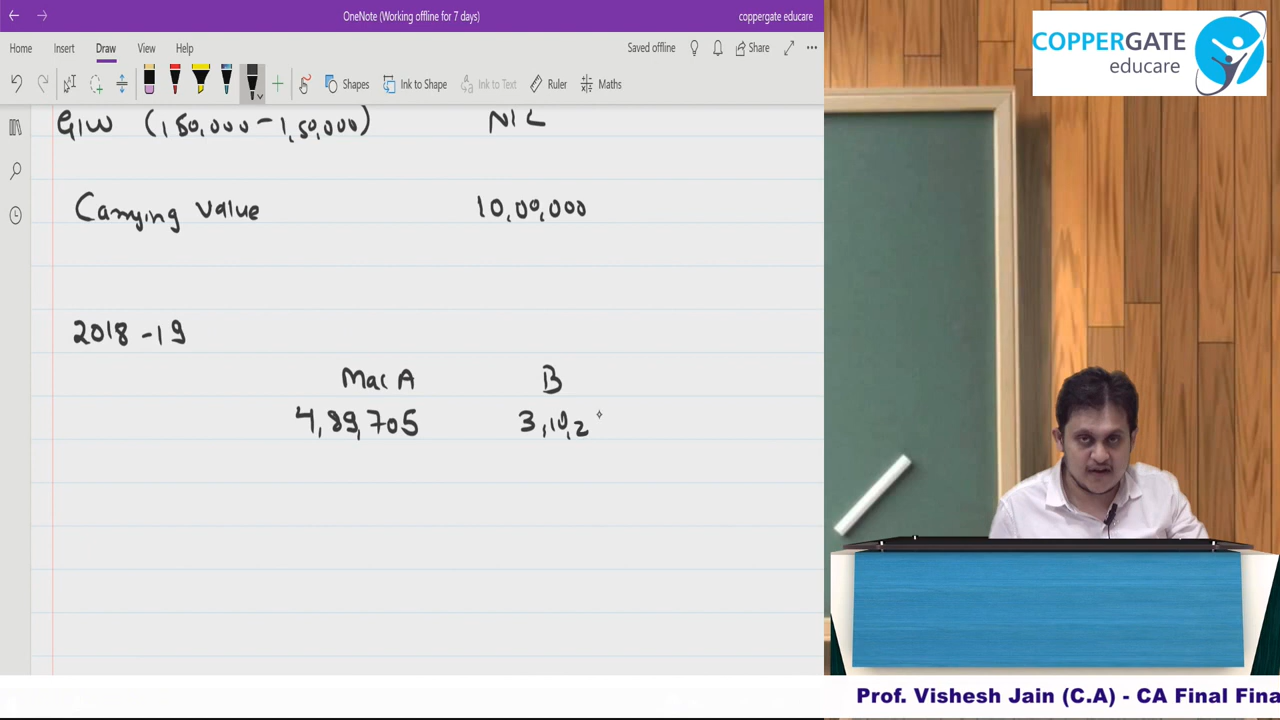 OneNote (Working offline for 7 days)
coppergate educare
Home Insert Draw View Help
Saved offline
Share
Shapes
Ink to Shape
Ink to Text
Ruler
Maths
COPPERGATE
educare
G/W (1,50,000 - 1,50,000) NIL
Carrying Value 10,00,000
2018-19
Mac A B
4,89,705 3,10,2
Prof. Vishesh Jain (C.A) - CA Final Fina